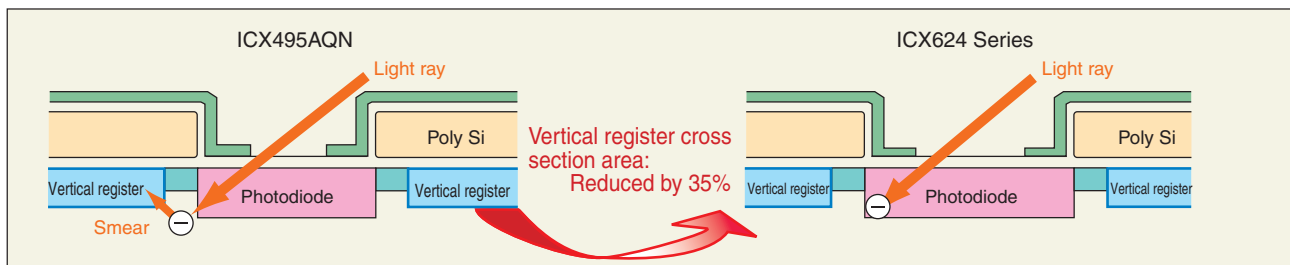 ICX495AQN
Light ray
Poly Si
Vertical register
Photodiode
Vertical register
Smear
−
Vertical register cross
section area:
Reduced by 35%
ICX624 Series
Light ray
Poly Si
Vertical register
Photodiode
Vertical register
−